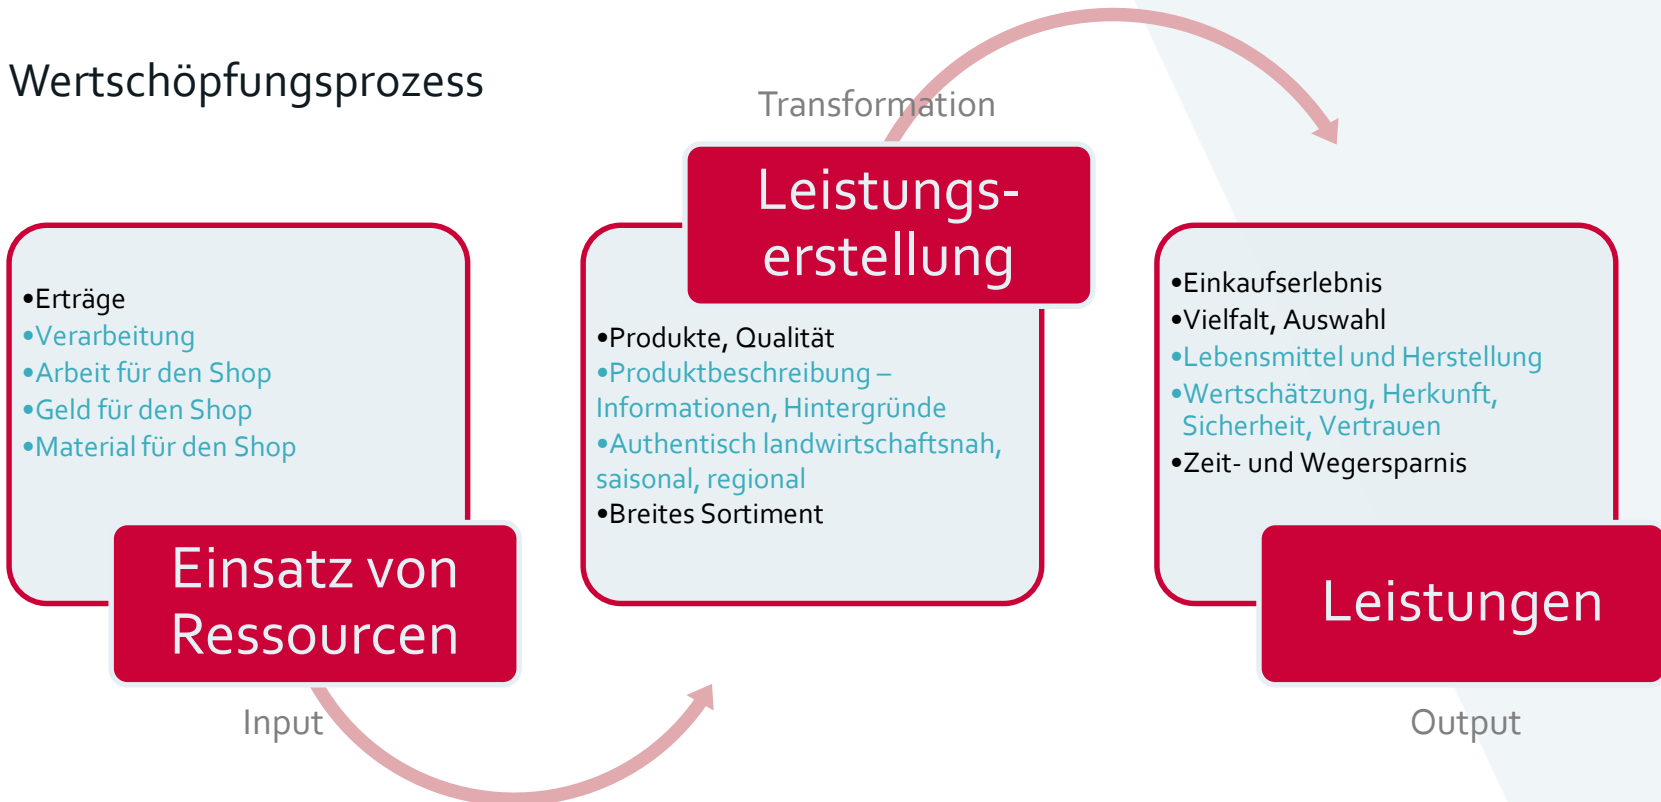 Wertschöpfungsprozess
•Erträge
•Verarbeitung
•Arbeit für den Shop
•Geld für den Shop
•Material für den Shop
Einsatz von
Ressourcen
Input
Transformation
Leistungs-
erstellung
•Produkte, Qualität
•Produktbeschreibung –
Informationen, Hintergründe
•Authentisch landwirtschaftsnah,
saisonal, regional
•Breites Sortiment
•Einkaufserlebnis
•Vielfalt, Auswahl
•Lebensmittel und Herstellung
•Wertschätzung, Herkunft,
Sicherheit, Vertrauen
•Zeit- und Wegersparnis
Leistungen
Output